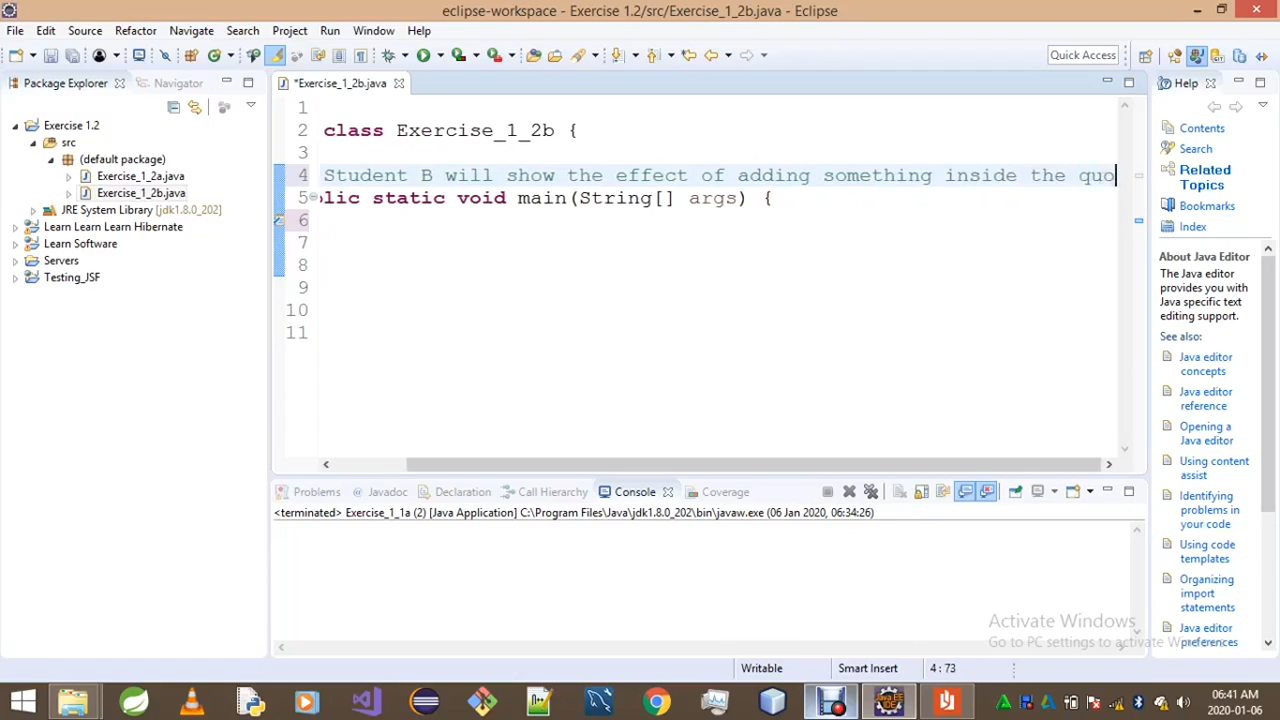 eclipse-workspace - Exercise 1.2/src/Exercise_1_2b.java - Eclipse
File Edit Source Refactor Navigate Search Project Run Window Help
Quick Access
Package Explorer Navigator
Exercise 1.2
src
(default package)
Exercise_1_2a.java
Exercise_1_2b.java
JRE System Library [jdk1.8.0_202]
Learn Learn Learn Hibernate
Learn Software
Servers
Testing_JSF
*Exercise_1_2b.java
1
2 class Exercise_1_2b {
3
4 Student B will show the effect of adding something inside the quo
5 lic static void main(String[] args) {
6
7
8
9
10
11
Problems Javadoc Declaration Call Hierarchy Console Coverage
<terminated> Exercise_1_1a (2) [Java Application] C:\Program Files\Java\jdk1.8.0_202\bin\javaw.exe (06 Jan 2020, 06:34:26)
Help
Contents
Search
Related
Topics
Bookmarks
Index
About Java Editor
The Java editor
provides you with
Java specific text
editing support.
See also:
Java editor
concepts
Java editor
reference
Opening a
Java editor
Using content
assist
Identifying
problems in
your code
Using code
templates
Organizing
import
statements
Java editor
preferences
Activate Windows
Go to PC settings to activate Windows.
Writable Smart Insert 4 : 73
06:41 AM
2020-01-06